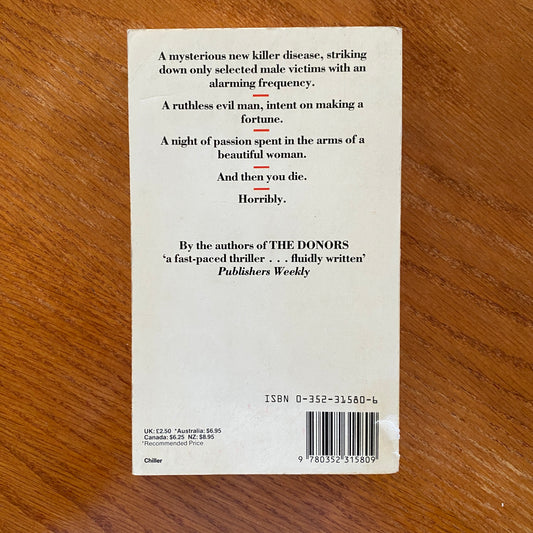 A mysterious new killer disease, striking
down only selected male victims with an
alarming frequency.
A ruthless evil man, intent on making a
fortune.
A night of passion spent in the arms of a
beautiful woman.
And then you die.
Horribly.
By the authors of THE DONORS
‘a fast-paced thriller . . . fluidly written’
Publishers Weekly
ISBN 0-352-31580-6
UK: £2.50 *Australia: $6.95
Canada: $6.25 NZ: $8.95
*Recommended Price
Chiller
9 780352 315809